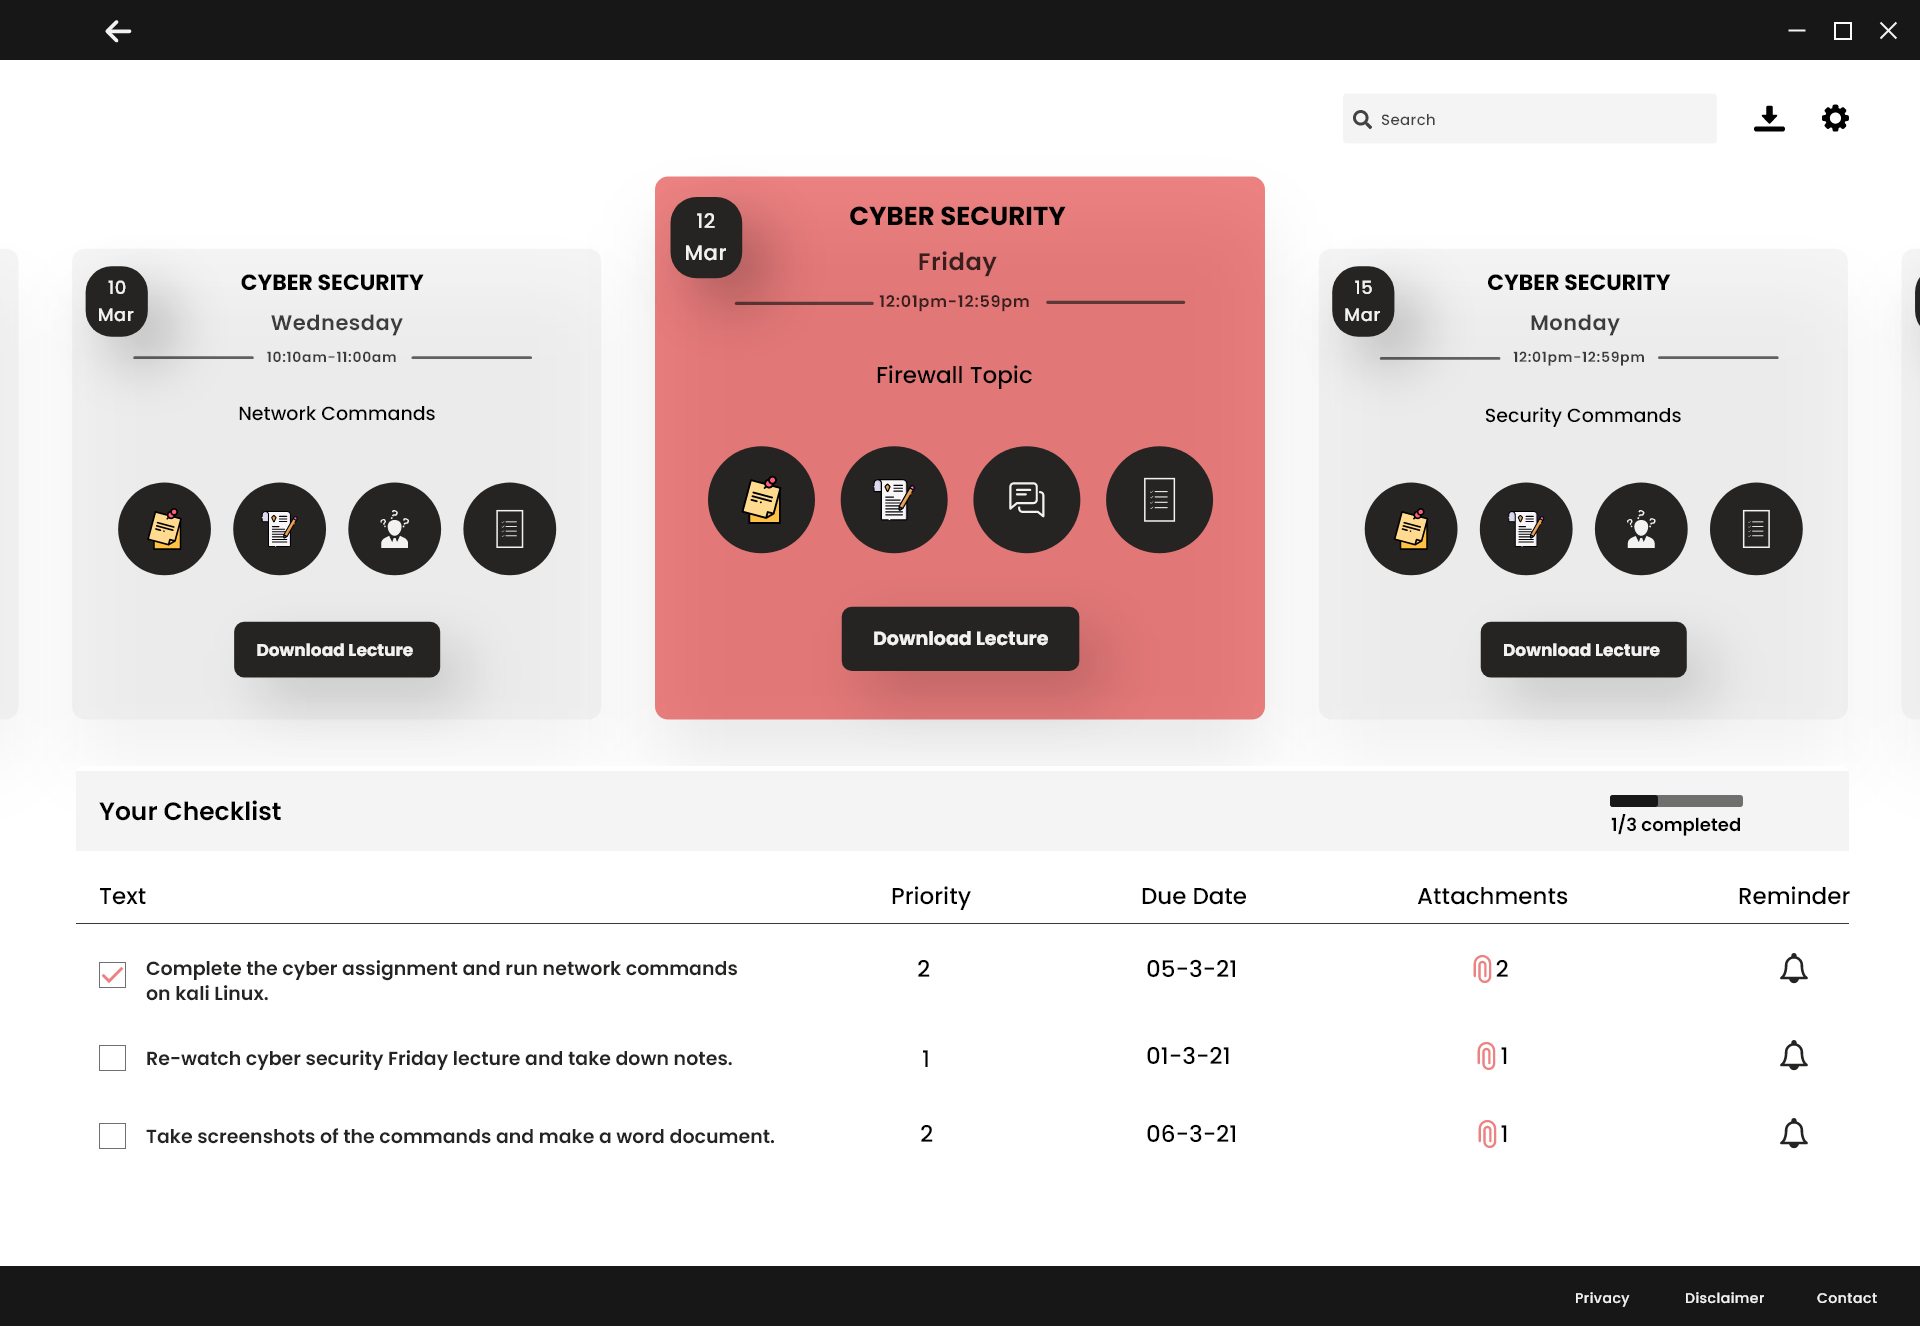 Search
10
Mar
CYBER SECURITY
Wednesday
10:10am-11:00am
Network Commands
Download Lecture
12
Mar
CYBER SECURITY
Friday
12:01pm-12:59pm
Firewall Topic
Download Lecture
15
Mar
CYBER SECURITY
Monday
12:01pm-12:59pm
Security Commands
Download Lecture
Your Checklist
1/3 completed
Text Priority Due Date Attachments Reminder
Complete the cyber assignment and run network commands
on kali Linux.
2 05-3-21 2
Re-watch cyber security Friday lecture and take down notes. 1 01-3-21 1
Take screenshots of the commands and make a word document. 2 06-3-21 1
Privacy Disclaimer Contact